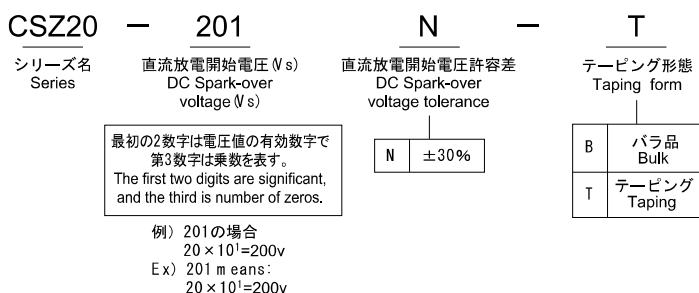 CSZ20 － 201 N － T
シリーズ名
Series
直流放電開始電圧(Vs)
DC Spark-over
voltage(Vs)
直流放電開始電圧許容差
DC Spark-over
voltage tolerance
テーピング形態
Taping form
最初の2数字は電圧値の有効数字で
第3数字は乗数を表す。
The first two digits are significant,
and the third is number of zeros.
N ±30%
B バラ品
Bulk
T テーピング
Taping
例) 201の場合
20×10¹=200v
Ex) 201 means:
20×10¹=200v